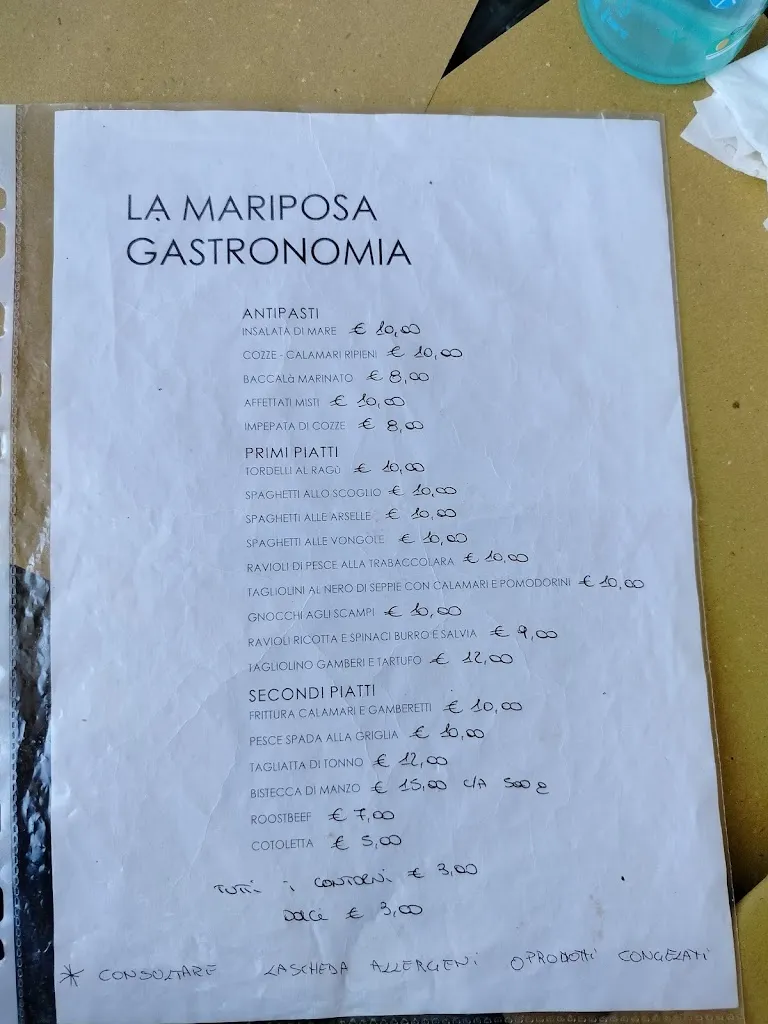 LA MARIPOSA
GASTRONOMIA
ANTIPASTI
INSALATA DI MARE € 10,00
COZZE - CALAMARI RIPIENI € 10,00
BACCALà MARINATO € 8,00
AFFETTATI MISTI € 10,00
IMPEPATA DI COZZE € 8,00
PRIMI PIATTI
TORDELLI AL RAGÙ € 10,00
SPAGHETTI ALLO SCOGLIO € 10,00
SPAGHETTI ALLE ARSELLE € 10,00
SPAGHETTI ALLE VONGOLE € 10,00
RAVIOLI DI PESCE ALLA TRABACCOLARA € 10,00
TAGLIOLINI AL NERO DI SEPPIE CON CALAMARI E POMODORINI € 10,00
GNOCCHI AGLI SCAMPI € 10,00
RAVIOLI RICOTTA E SPINACI BURRO E SALVIA € 9,00
TAGLIOLINO GAMBERI E TARTUFO € 12,00
SECONDI PIATTI
FRITTURA CALAMARI E GAMBERETTI € 10,00
PESCE SPADA ALLA GRIGLIA € 10,00
TAGLIATTA DI TONNO € 12,00
BISTECCA DI MANZO € 15,00 C/A 500 g
ROOSTBEEF € 7,00
COTOLETTA € 5,00
TUTTI i CONTORNI € 3,00
DOLCE € 3,00
* CONSULTARE LA SCHEDA ALLERGENI O PRODOTTI CONGELATI